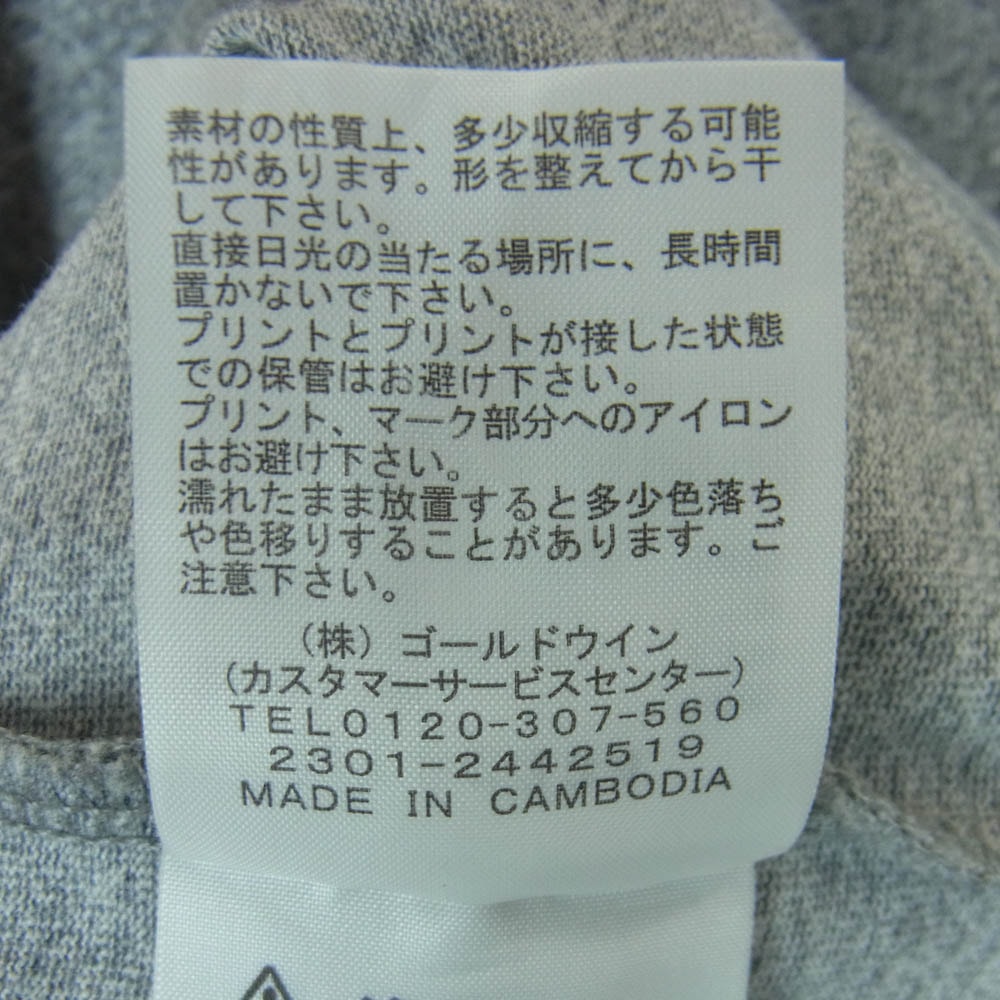 素材の性質上、多少収縮する可能
性があります。形を整えてから干
して下さい。
直接日光の当たる場所に、長時間
置かないで下さい。
プリントとプリントが接した状態
での保管はお避け下さい。
プリント、マーク部分へのアイロン
はお避け下さい。
濡れたまま放置すると多少色落ち
や色移りすることがあります。ご
注意下さい。
(株) ゴールドウイン
(カスタマーサービスセンター)
TEL0120-307-560
2301-2442519
MADE IN CAMBODIA